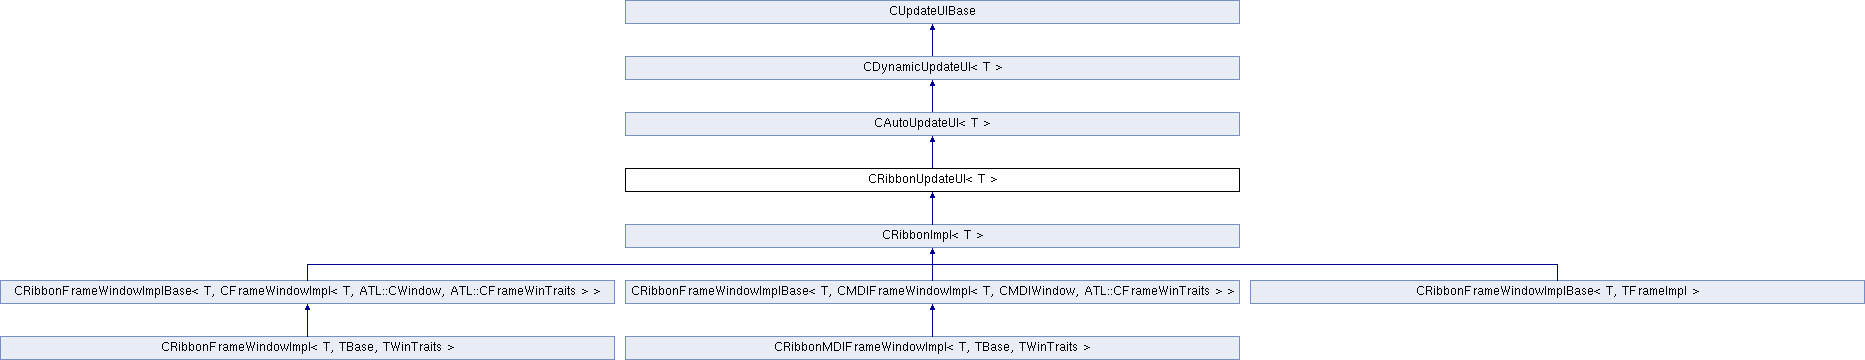 CUpdateUIBase
CDynamicUpdateUI< T >
CAutoUpdateUI< T >
CRibbonUpdateUI< T >
CRibbonImpl< T >
CRibbonFrameWindowImplBase< T, CFrameWindowImpl< T, ATL::CWindow, ATL::CFrameWinTraits > >
CRibbonFrameWindowImplBase< T, CMDIFrameWindowImpl< T, CMDIWindow, ATL::CFrameWinTraits > >
CRibbonFrameWindowImplBase< T, TFrameImpl >
CRibbonFrameWindowImpl< T, TBase, TWinTraits >
CRibbonMDIFrameWindowImpl< T, TBase, TWinTraits >